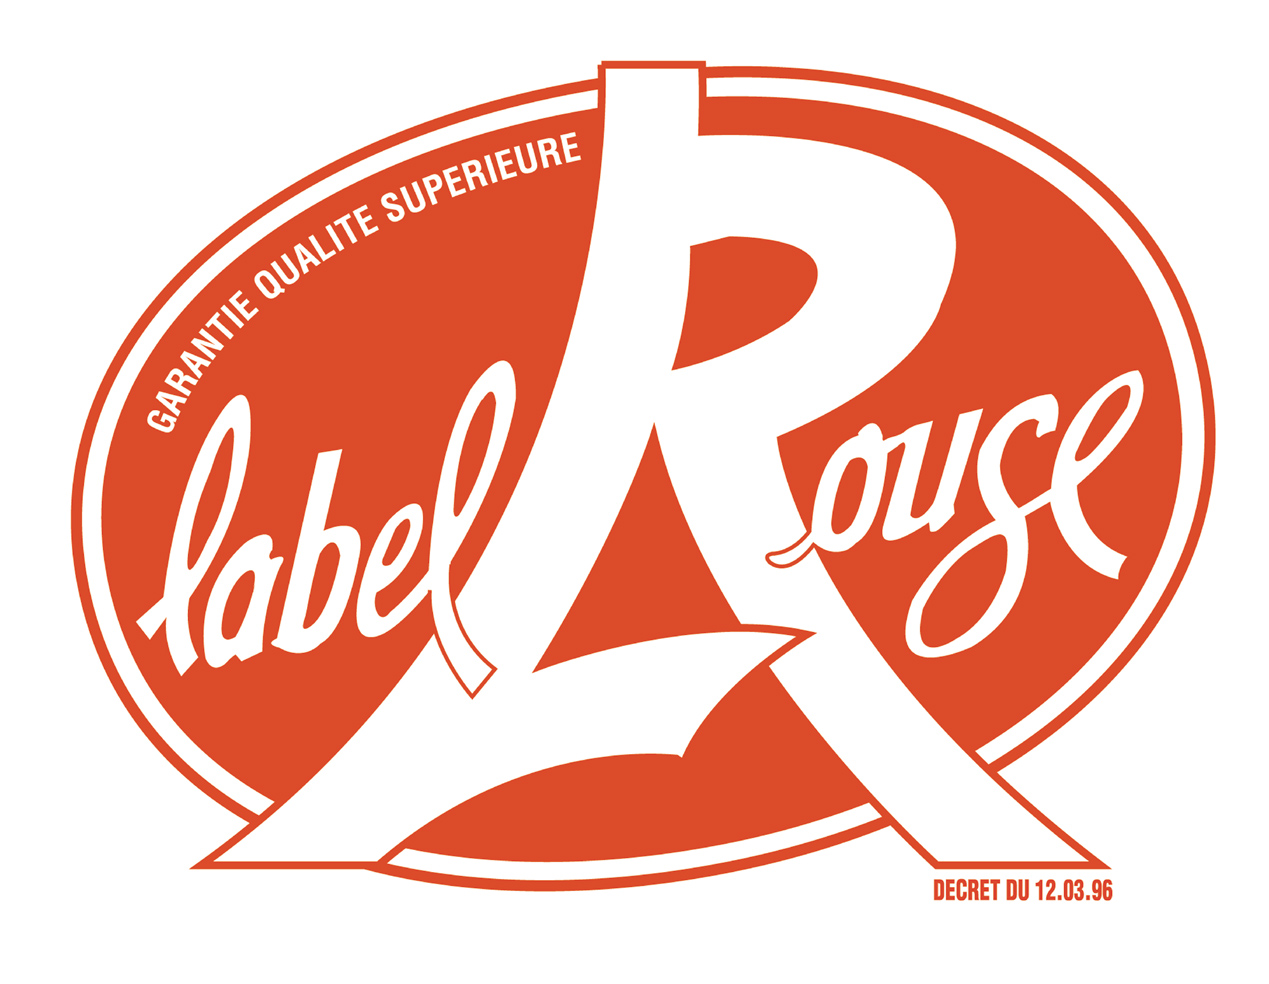 GARANTIE QUALITE SUPERIEURE
label Rouge
DECRET DU 12.03.96